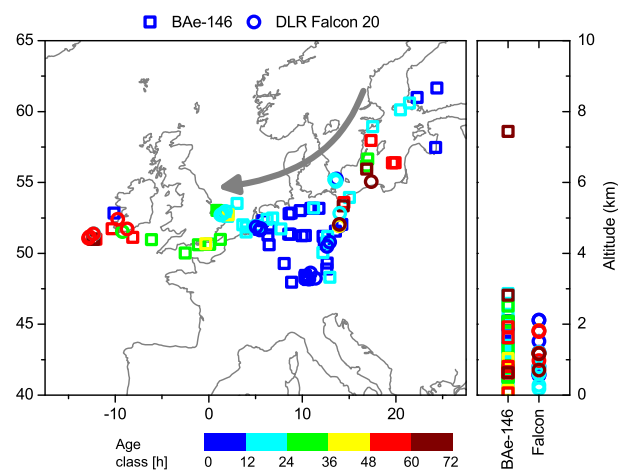 BAe-146 DLR Falcon 20
65 10
60 8
55 6
Altitude (km)
50 4
45 2
40 0
-10 0 10 20
BAe-146
Falcon
Age
class [h]
0 12 24 36 48 60 72